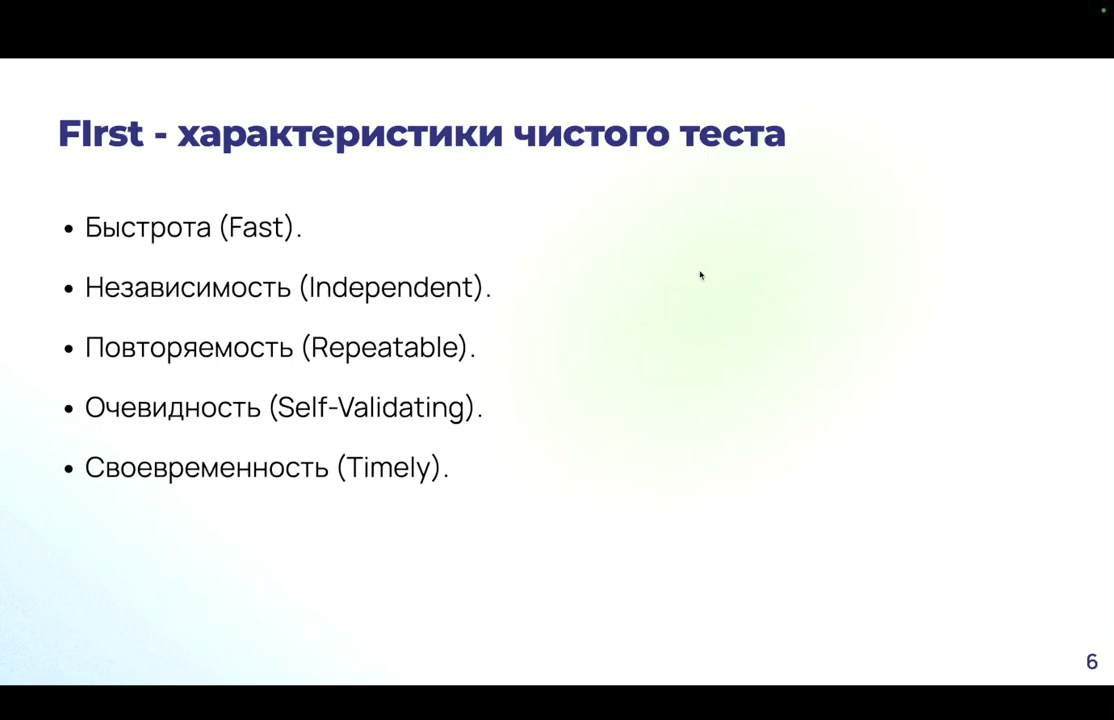 FIrst - характеристики чистого теста
• Быстрота (Fast).
• Независимость (Independent).
• Повторяемость (Repeatable).
• Очевидность (Self-Validating).
• Своевременность (Timely).
6